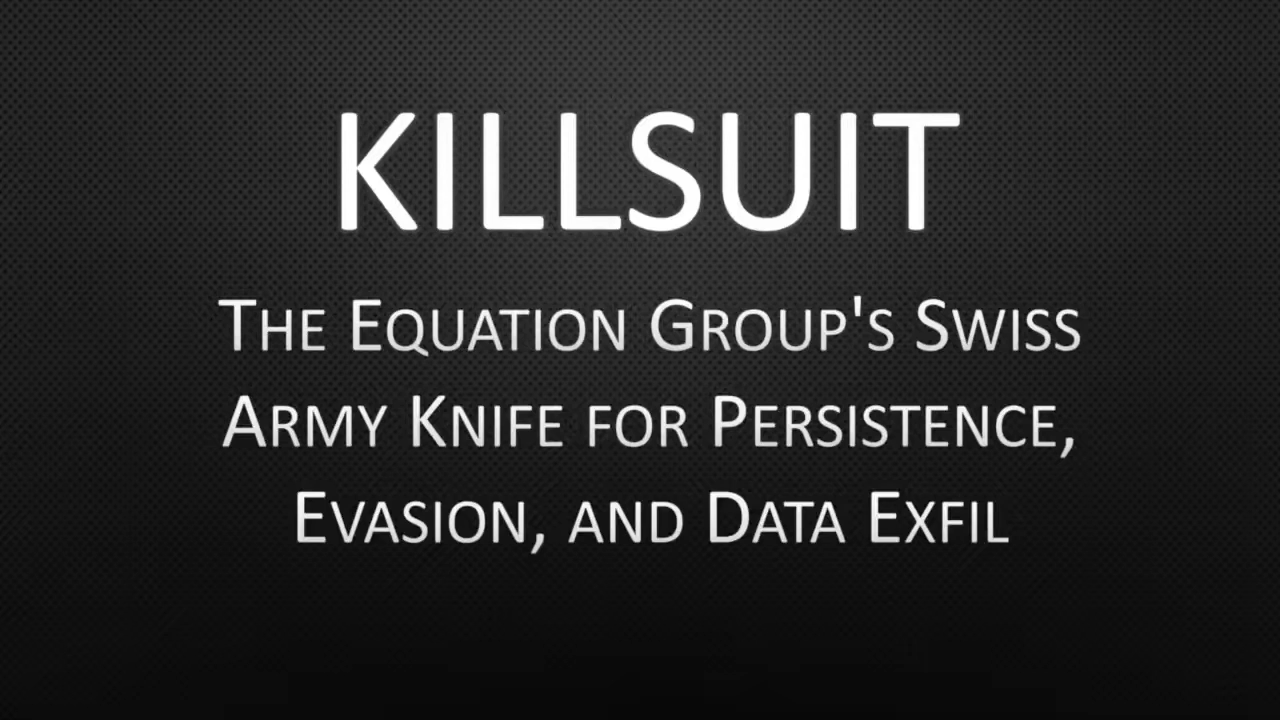 KILLSUIT
The Equation Group's Swiss
Army Knife for Persistence,
Evasion, and Data Exfil